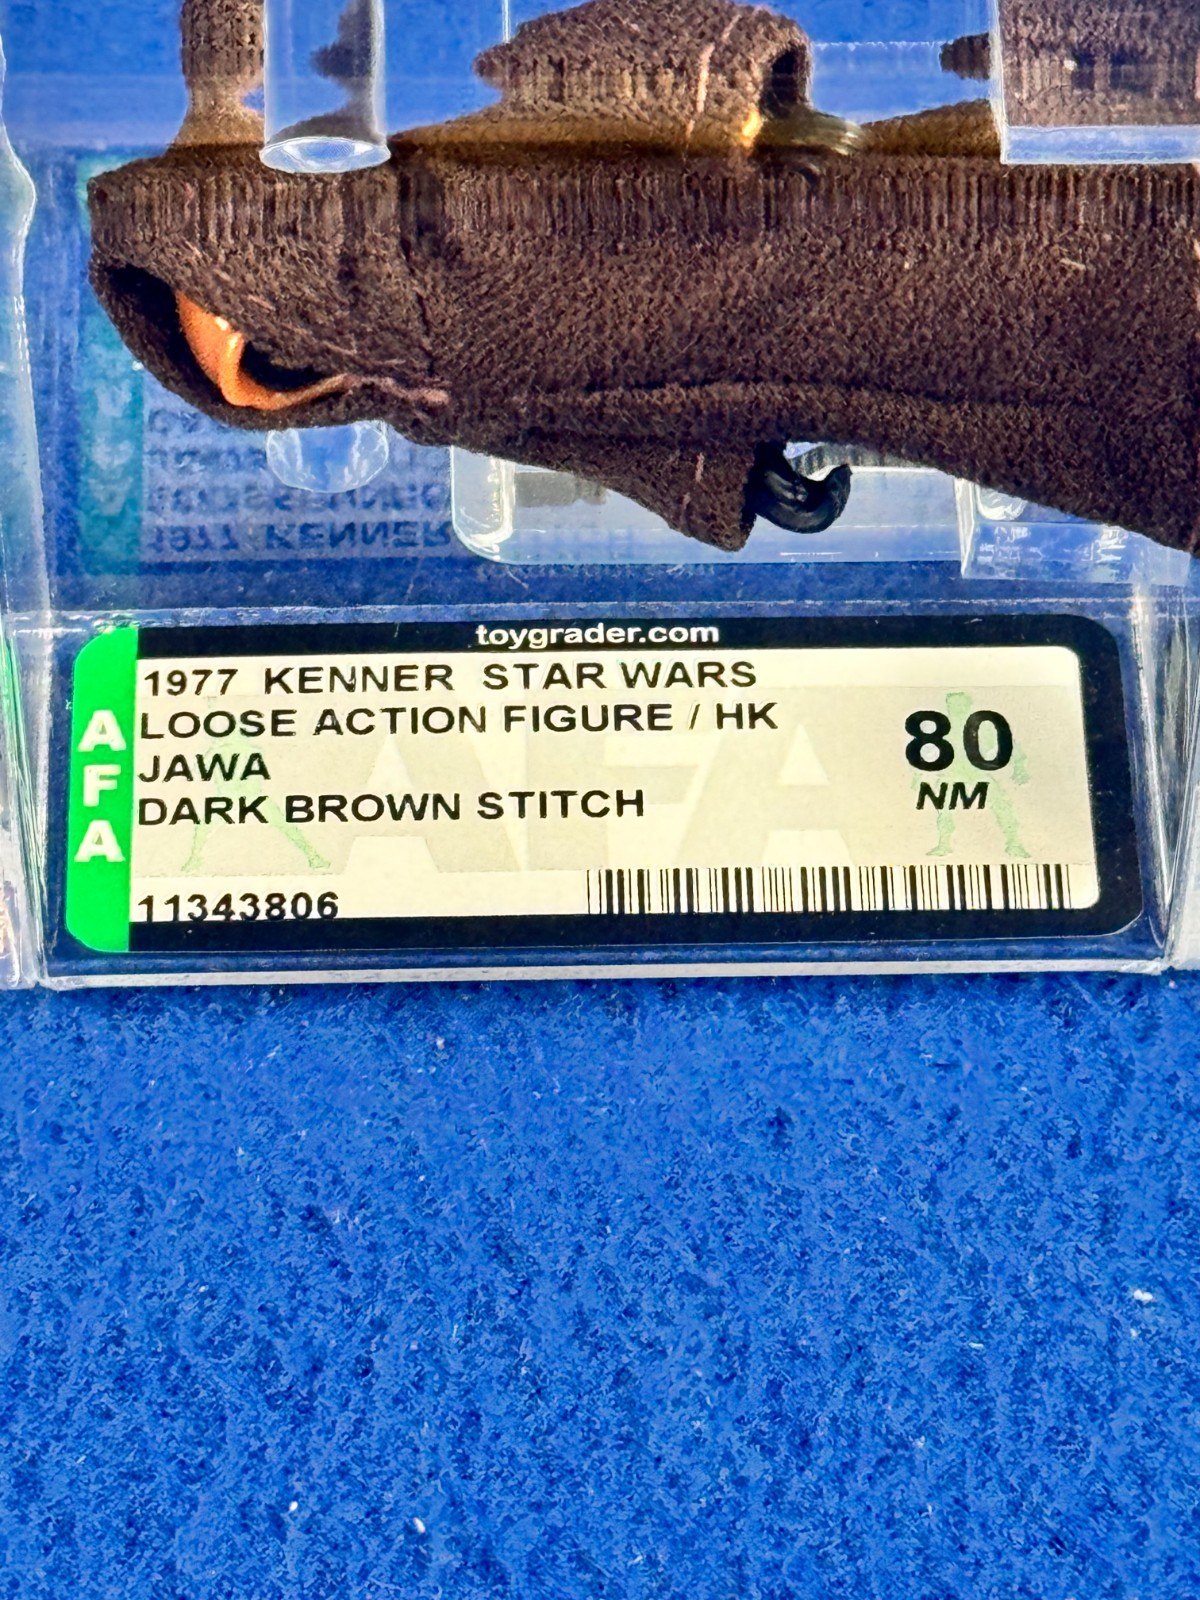 toygrader.com
1977 KENNER STAR WARS
LOOSE ACTION FIGURE / HK
JAWA
DARK BROWN STITCH
80
NM
AFA
11343806